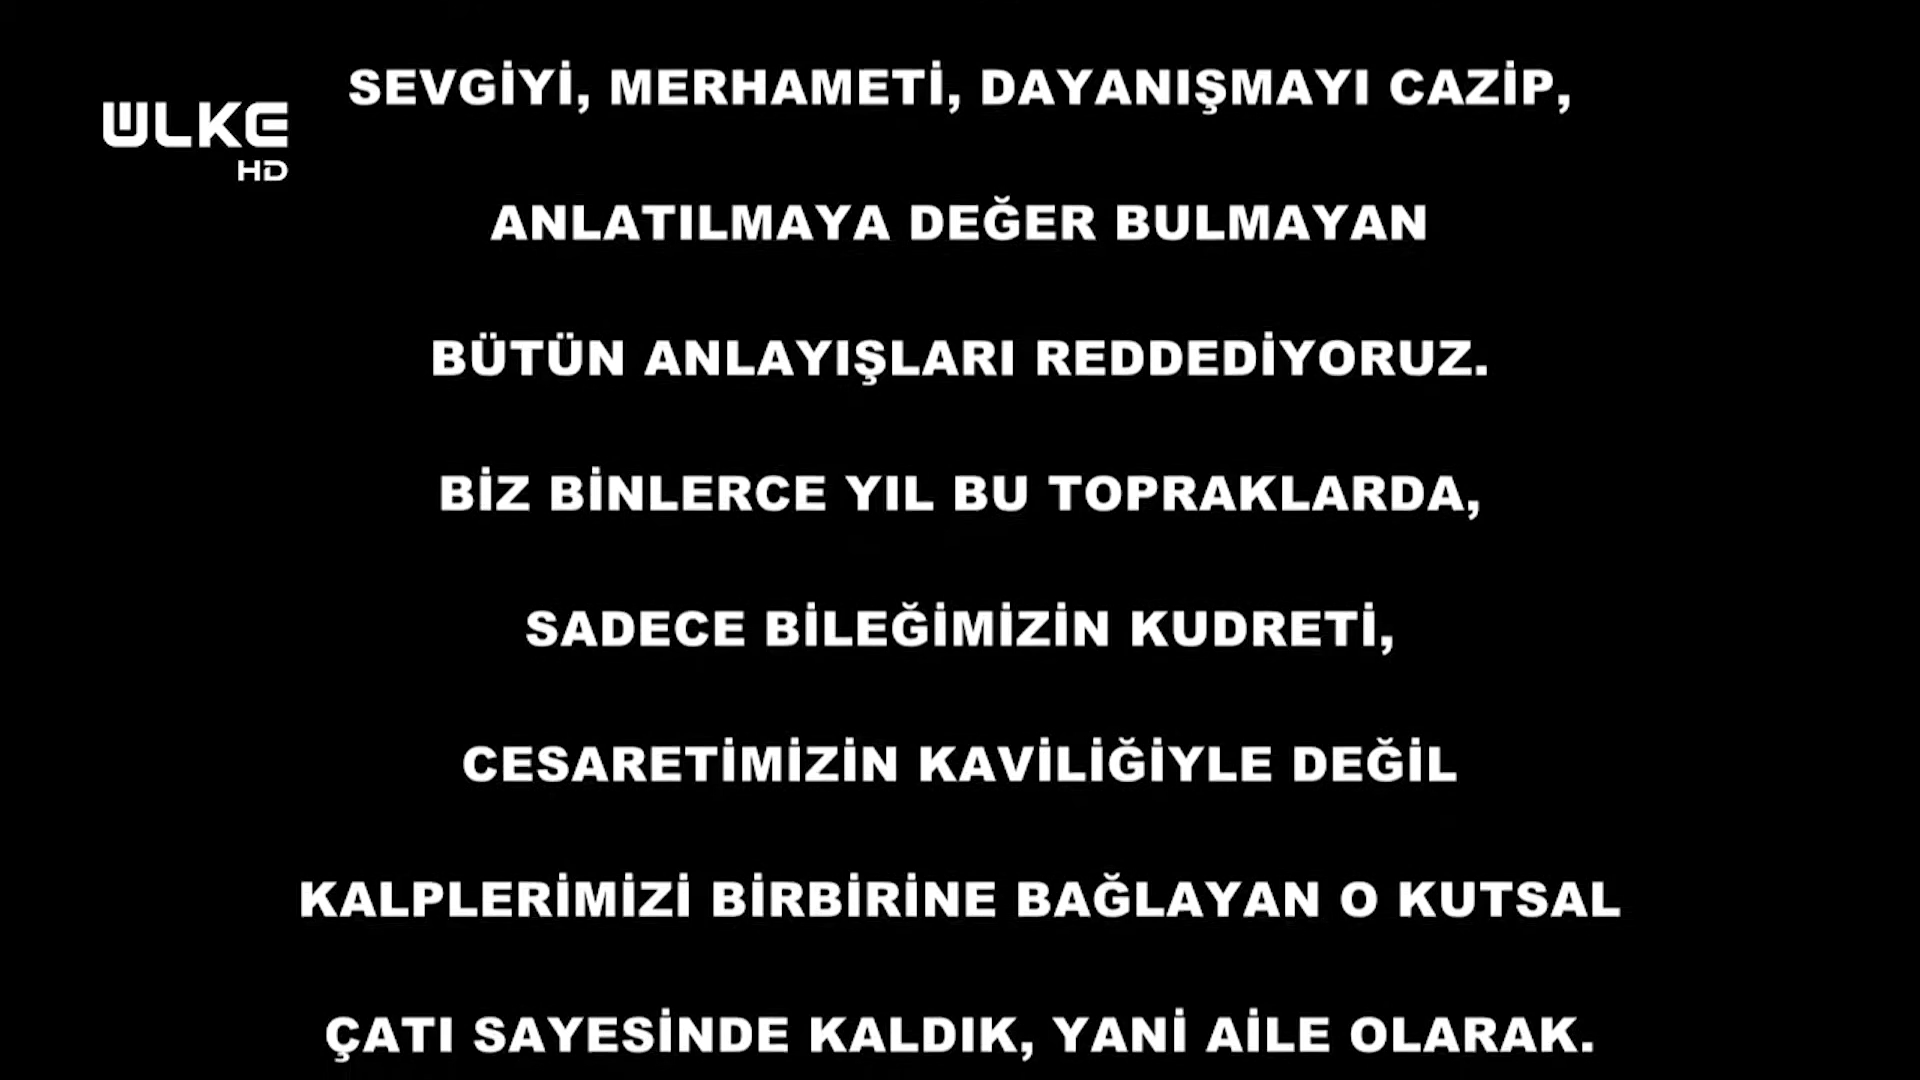 SEVGİYİ, MERHAMETİ, DAYANIŞMAYI CAZİP,
ÜLKE
HD
ANLATILMAYA DEĞER BULMAYAN
BÜTÜN ANLAYIŞLARI REDDEDİYORUZ.
BİZ BİNLERCE YIL BU TOPRAKLARDA,
SADECE BİLEĞİMİZİN KUDRETİ,
CESARETİMİZİN KAVİLİĞİYLE DEĞİL
KALPLERİMİZİ BİRBİRİNE BAĞLAYAN O KUTSAL
ÇATI SAYESİNDE KALDIK, YANİ AİLE OLARAK.